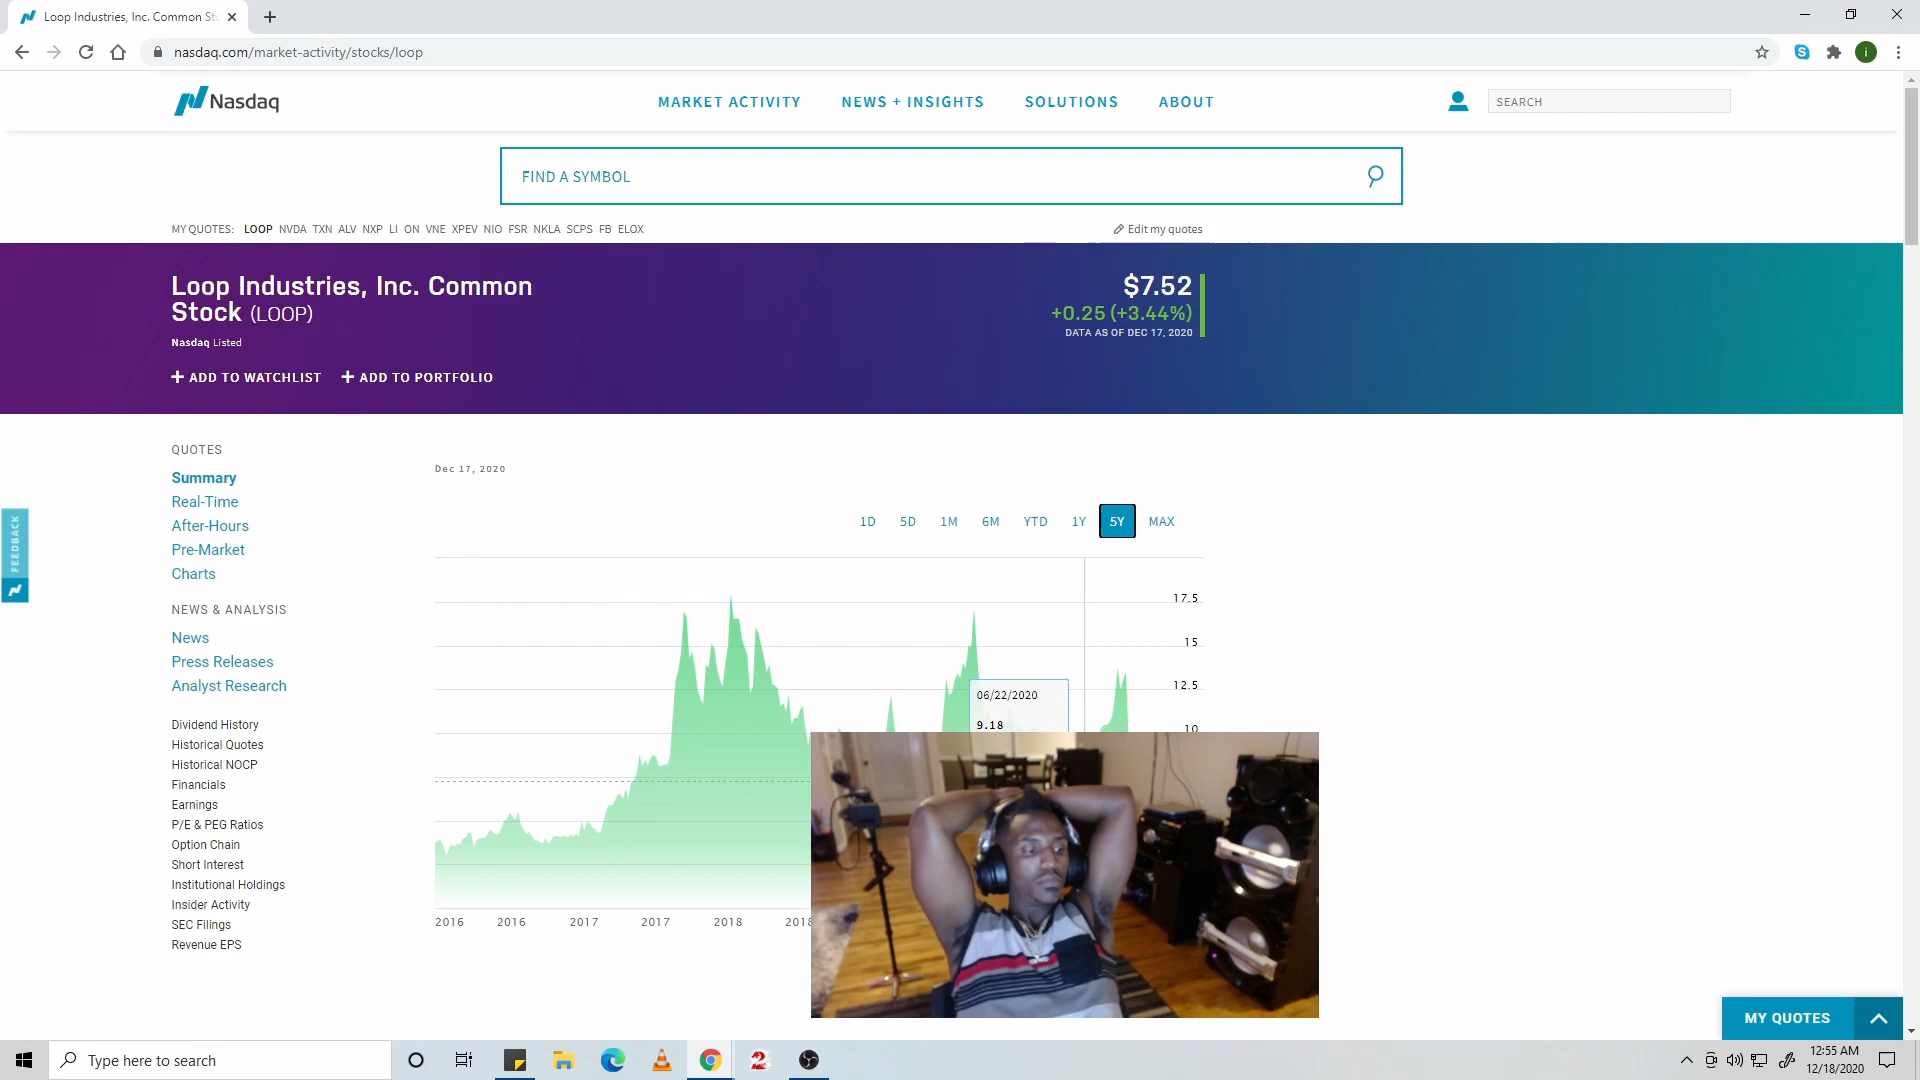 Loop Industries, Inc. Common Sto
nasdaq.com/market-activity/stocks/loop
i
Nasdaq
MARKET ACTIVITY NEWS + INSIGHTS SOLUTIONS ABOUT
SEARCH
FIND A SYMBOL
MY QUOTES: LOOP NVDA TXN ALV NXP LI ON VNE XPEV NIO FSR NKLA SCPS FB ELOX
Edit my quotes
Loop Industries, Inc. Common
Stock (LOOP)
Nasdaq Listed
+ ADD TO WATCHLIST + ADD TO PORTFOLIO
$7.52
+0.25 (+3.44%)
DATA AS OF DEC 17, 2020
FEEDBACK
QUOTES
Summary
Real-Time
After-Hours
Pre-Market
Charts
NEWS & ANALYSIS
News
Press Releases
Analyst Research
Dividend History
Historical Quotes
Historical NOCP
Financials
Earnings
P/E & PEG Ratios
Option Chain
Short Interest
Institutional Holdings
Insider Activity
SEC Filings
Revenue EPS
Dec 17, 2020
1D 5D 1M 6M YTD 1Y 5Y MAX
17.5
15
12.5
10
06/22/2020
9.18
2016 2016 2017 2017 2018 2018
MY QUOTES
Type here to search
12:55 AM
12/18/2020